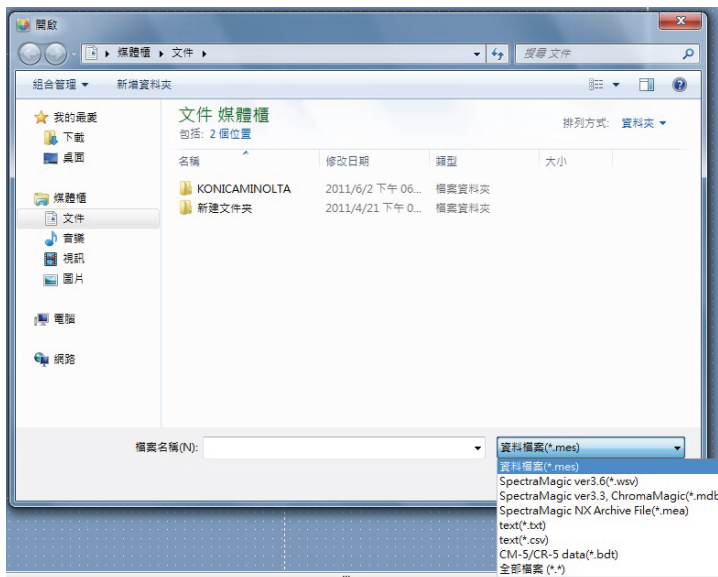 開啟
媒體櫃 ▸ 文件 ▸
搜尋 文件
組合管理 ▼ 新增資料夾
我的最愛
下載
桌面
媒體櫃
文件
音樂
視訊
圖片
電腦
網路
文件 媒體櫃
包括: 2 個位置
排列方式: 資料夾 ▼
名稱 修改日期 類型 大小
KONICAMINOLTA 2011/6/2 下午 06... 檔案資料夾
新建文件夹 2011/4/21 下午 0... 檔案資料夾
檔案名稱(N):
資料檔案(*.mes)
資料檔案(*.mes)
SpectraMagic ver3.6(*.wsv)
SpectraMagic ver3.3, ChromaMagic(*.mdb
SpectraMagic NX Archive File(*.mea)
text(*.txt)
text(*.csv)
CM-5/CR-5 data(*.bdt)
全部檔案 (*.*)